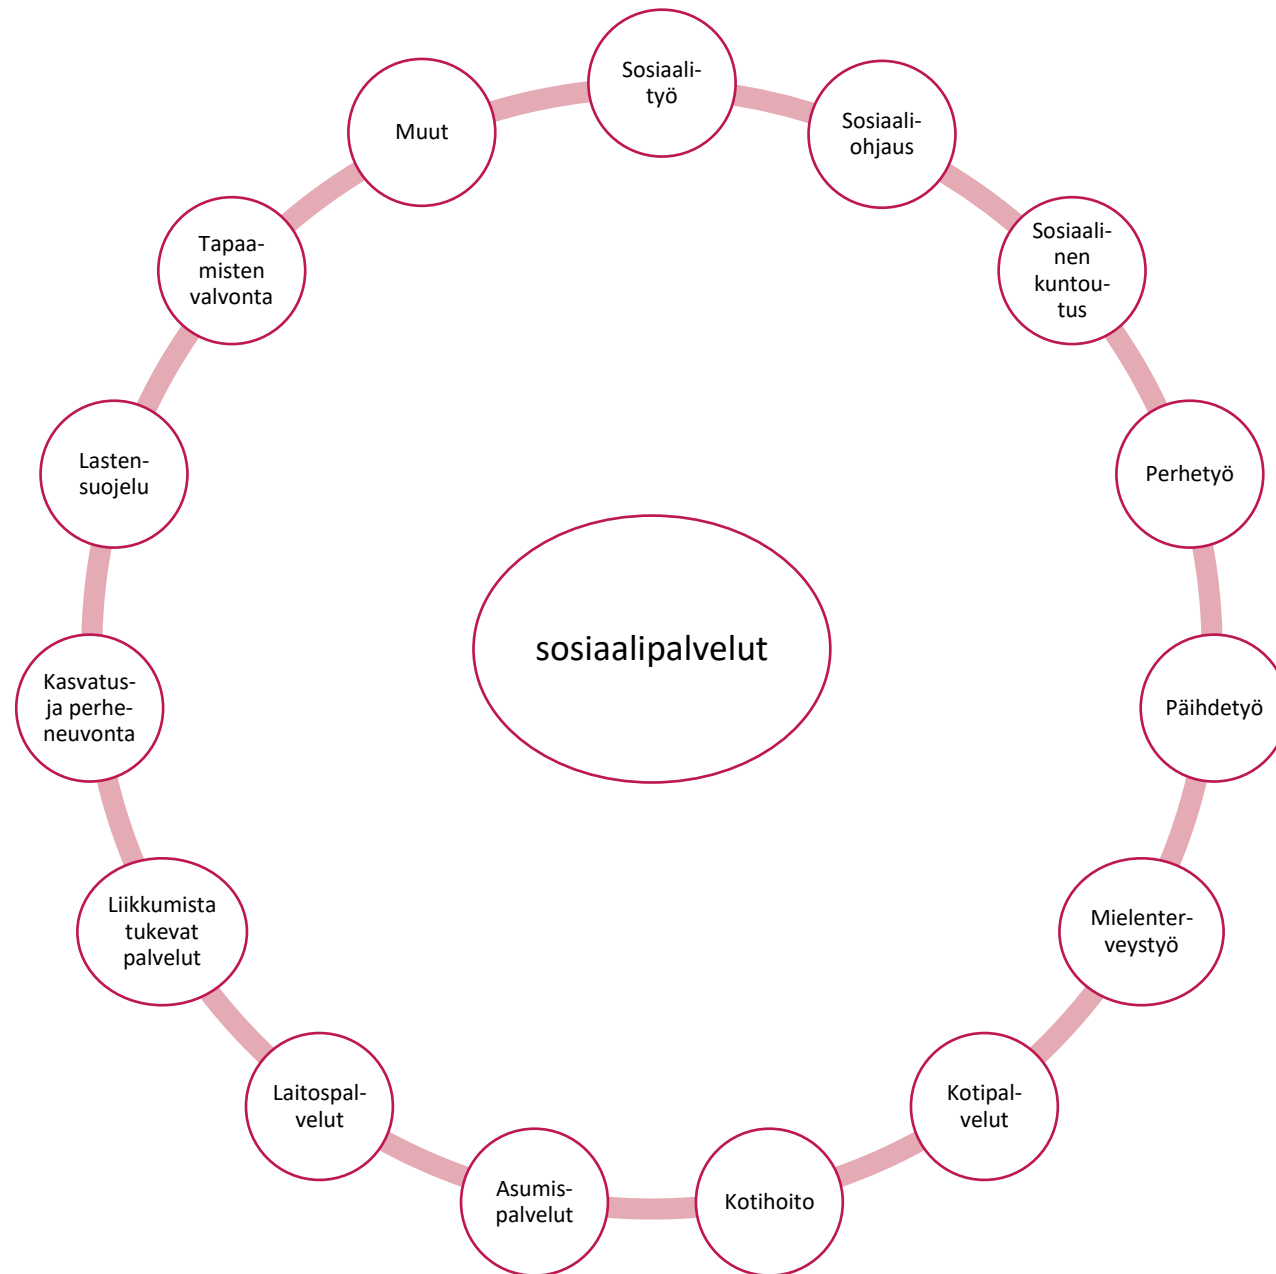 Sosiaali-
työ
Sosiaali-
ohjaus
Sosiaali-
nen
kuntou-
tus
Perhetyö
Päihdetyö
Mielenter-
veystyö
Kotipal-
velut
Kotihoito
Asumis-
palvelut
Laitospal-
velut
Liikkumista
tukevat
palvelut
Kasvatus-
ja perhe-
neuvonta
Lasten-
suojelu
Tapaa-
misten
valvonta
Muut
sosiaalipalvelut